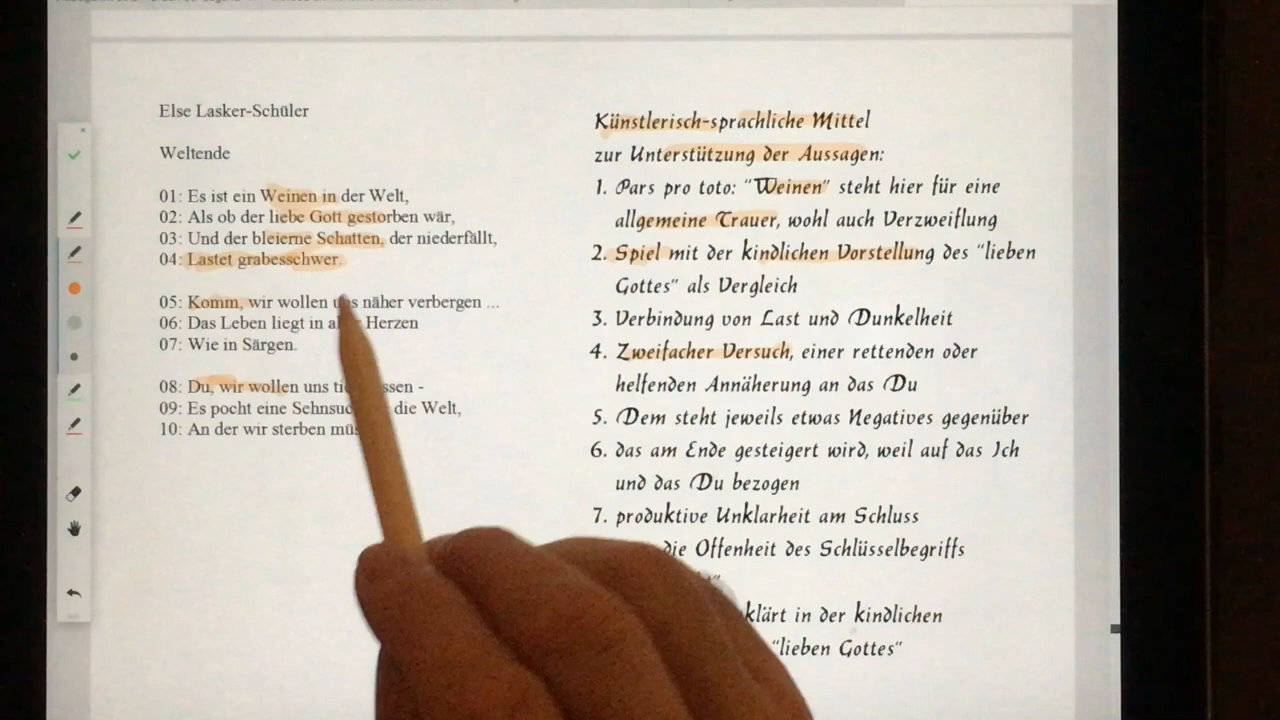 Else Lasker-Schüler
Weltende
01: Es ist ein Weinen in der Welt,
02: Als ob der liebe Gott gestorben wär,
03: Und der bleierne Schatten, der niederfällt,
04: Lastet grabesschwer.
05: Komm, wir wollen uns näher verbergen ...
06: Das Leben liegt in aller Herzen
07: Wie in Särgen.
08: Du, wir wollen uns -
09: Es pocht eine die Welt,
10: An der wir sterben
Künstlerisch-sprachliche Mittel
zur Unterstützung der Aussagen:
1. Pars pro toto: "Weinen" steht hier für eine
allgemeine Trauer, wohl auch Verzweiflung
2. Spiel mit der kindlichen Vorstellung des "lieben
Gottes" als Vergleich
3. Verbindung von Last und Dunkelheit
4. Zweifacher Versuch, einer rettenden oder
helfenden Annäherung an das Du
5. Dem steht jeweils etwas Negatives gegenüber
6. das am Ende gesteigert wird, weil auf das Ich
und das Du bezogen
7. produktive Unklarheit am Schluss
die Offenheit des Schlüsselbegriffs
klärt in der kindlichen
"lieben Gottes"